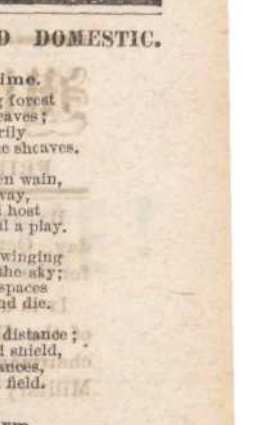 DOMESTIC.
ime.
forest
eaves;
rily
e sheaves.
en wain,
way,
host
a play.
winging
the sky;
spaces
nd die.
distance;
shield,
ances,
field.